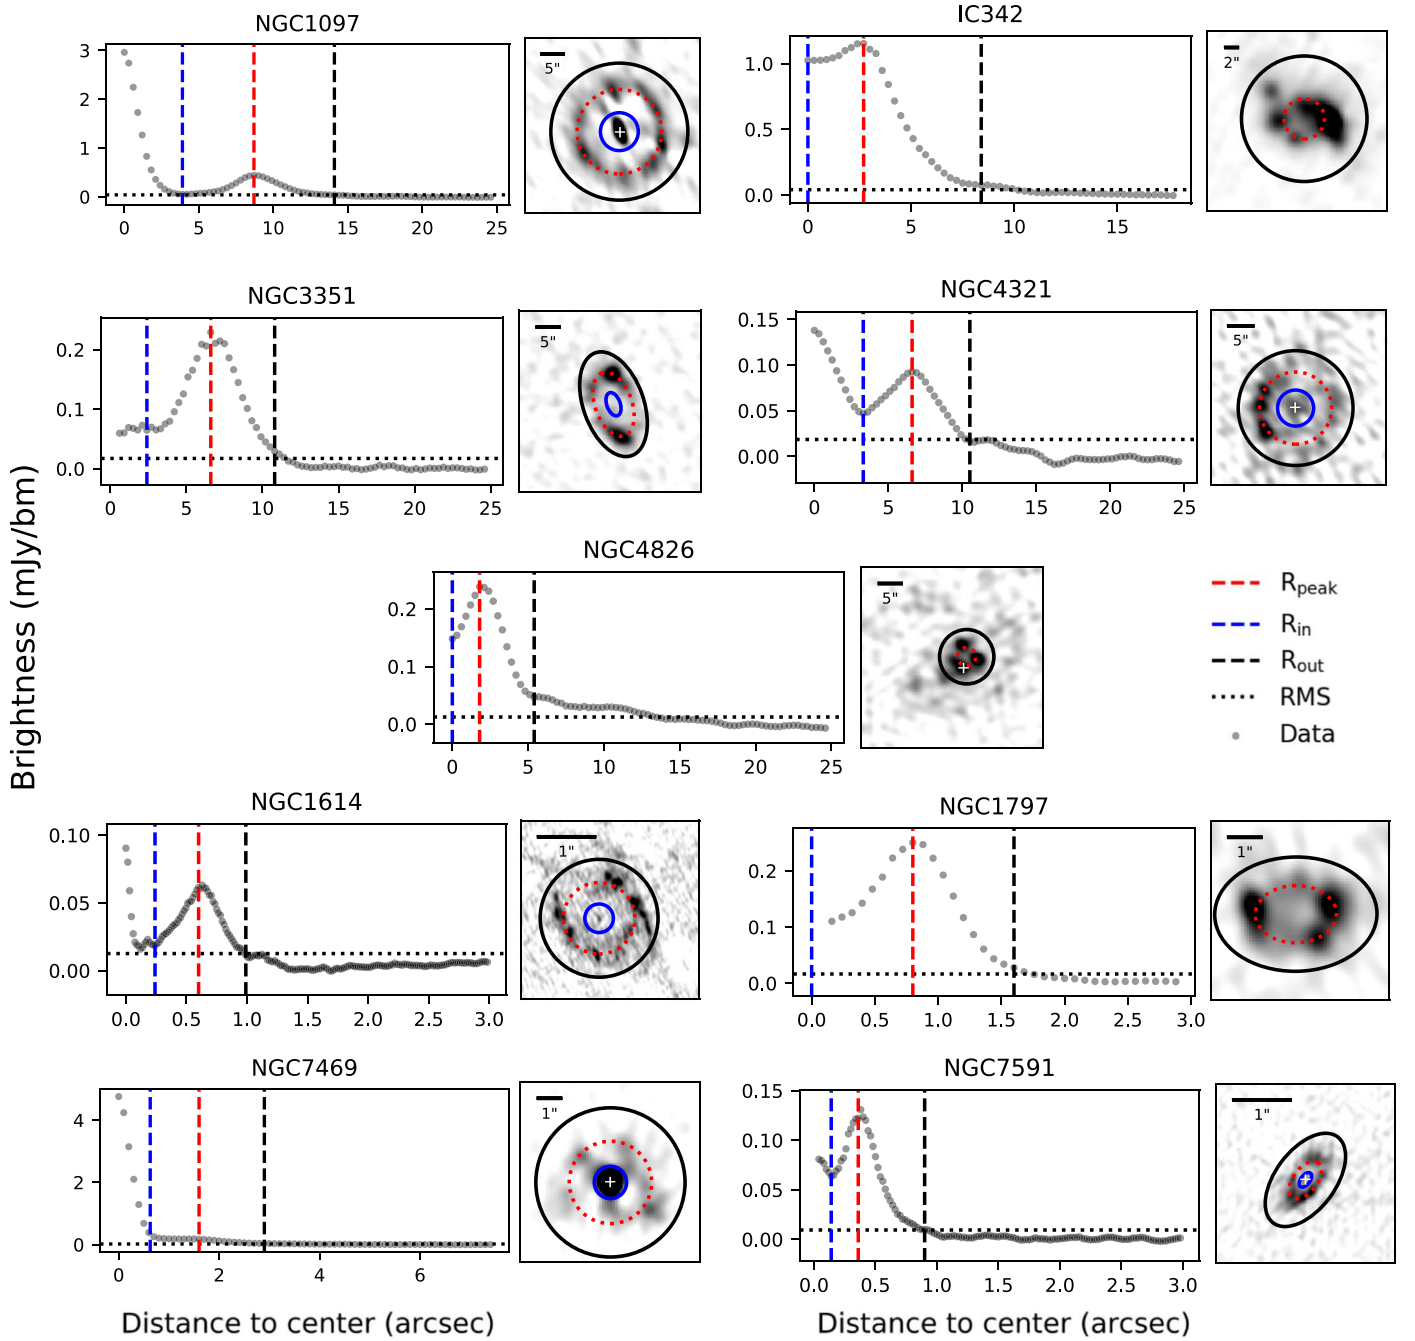 NGC1097
3
2
1
0
0 5 10 15 20 25
5"
IC342
1.0
0.5
0.0
0 5 10 15
2"
NGC3351
0.2
0.1
0.0
0 5 10 15 20 25
5"
NGC4321
0.15
0.10
0.05
0.00
0 5 10 15 20 25
5"
Brightness (mJy/bm)
NGC4826
0.2
0.1
0.0
0 5 10 15 20 25
5"
Rpeak
Rin
Rout
RMS
Data
NGC1614
0.10
0.05
0.00
0.0 0.5 1.0 1.5 2.0 2.5 3.0
1"
NGC1797
0.2
0.1
0.0
0.0 0.5 1.0 1.5 2.0 2.5 3.0
1"
NGC7469
4
2
0
0 2 4 6
1"
NGC7591
0.15
0.10
0.05
0.00
0.0 0.5 1.0 1.5 2.0 2.5 3.0
1"
Distance to center (arcsec)
Distance to center (arcsec)